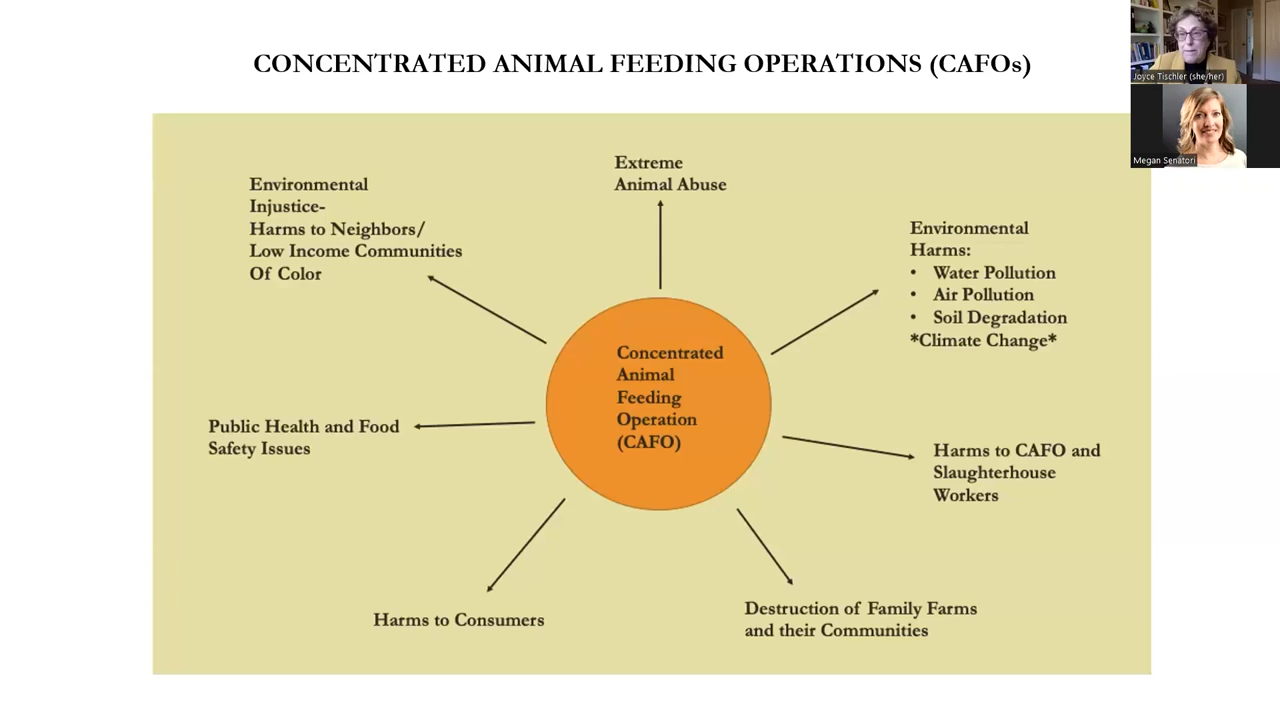 CONCENTRATED ANIMAL FEEDING OPERATIONS (CAFOs)
Joyce Tischler (she/her)
Megan Senatori
Extreme
Animal Abuse
Environmental
Injustice-
Harms to Neighbors/
Low Income Communities
Of Color
Environmental
Harms:
• Water Pollution
• Air Pollution
• Soil Degradation
*Climate Change*
Concentrated
Animal
Feeding
Operation
(CAFO)
Public Health and Food
Safety Issues
Harms to CAFO and
Slaughterhouse
Workers
Harms to Consumers
Destruction of Family Farms
and their Communities